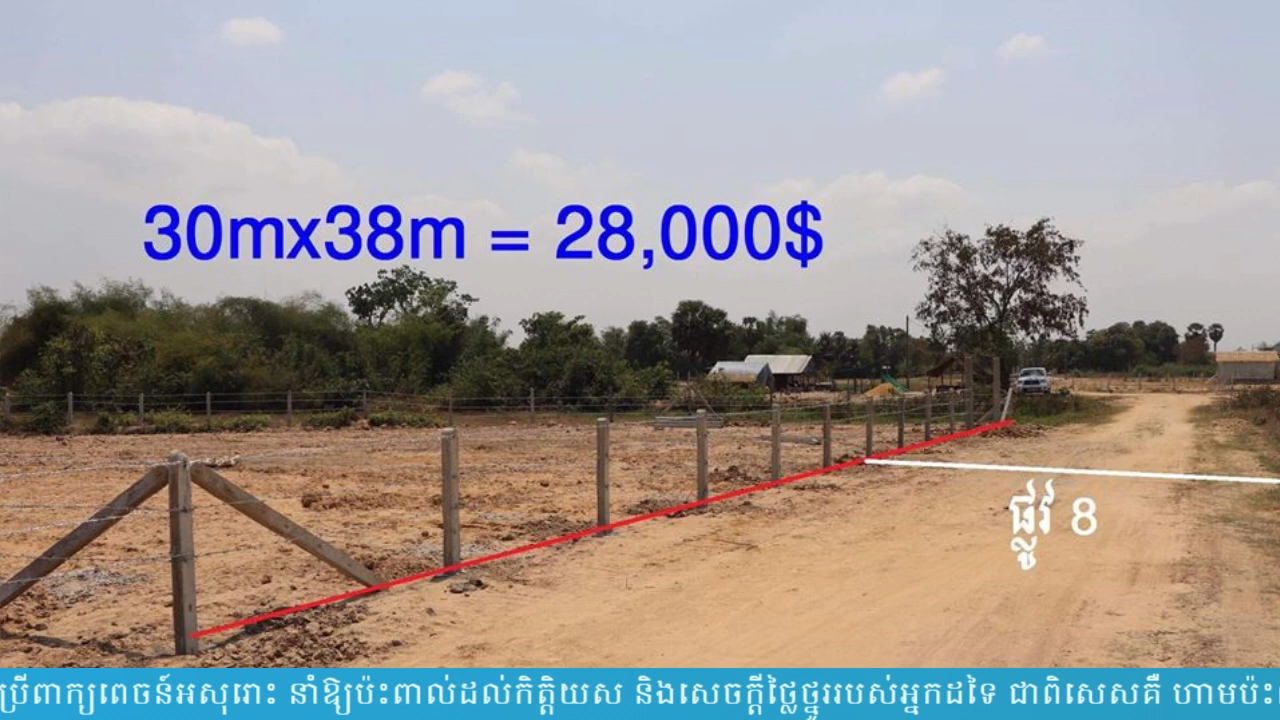 30mx38m = 28,000$
ផ្លូវ 8
ប្រើពាក្យពេចន៍អសុរោះ នាំឱ្យប៉ះពាល់ដល់កិត្តិយស និងសេចក្តីថ្លៃថ្នូររបស់អ្នកដទៃ ជាពិសេសគឺ ហាមប៉ះ